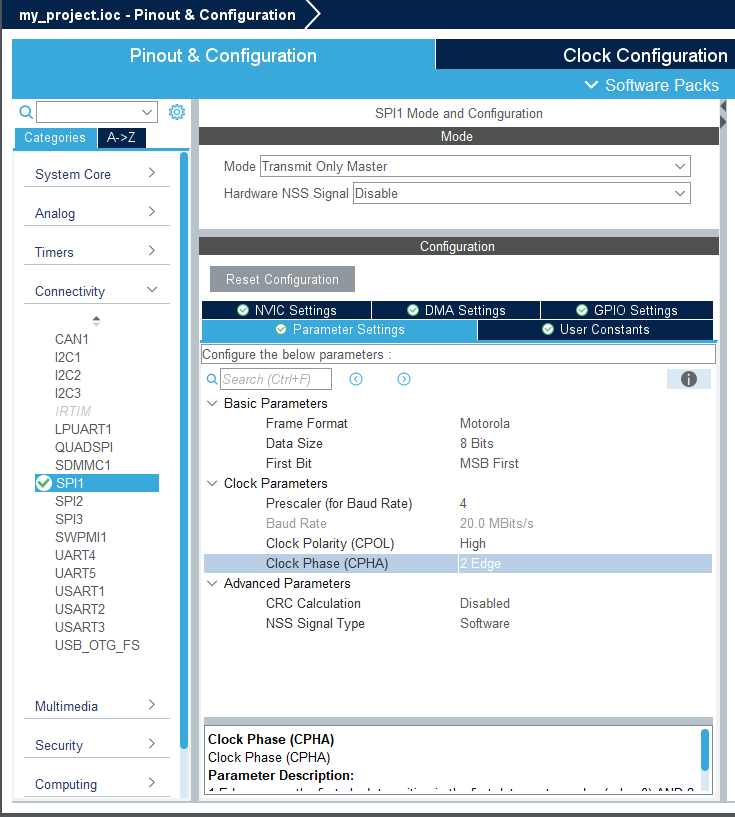 my_project.ioc - Pinout & Configuration
Pinout & Configuration
Clock Configuration
Software Packs
Categories
A->Z
System Core
Analog
Timers
Connectivity
CAN1
I2C1
I2C2
I2C3
IRTIM
LPUART1
QUADSPI
SDMMC1
SPI1
SPI2
SPI3
SWPMI1
UART4
UART5
USART1
USART2
USART3
USB_OTG_FS
Multimedia
Security
Computing
SPI1 Mode and Configuration
Mode
Mode Transmit Only Master
Hardware NSS Signal Disable
Configuration
Reset Configuration
NVIC Settings DMA Settings GPIO Settings
Parameter Settings User Constants
Configure the below parameters :
Search (Ctrl+F)
Basic Parameters
Frame Format Motorola
Data Size 8 Bits
First Bit MSB First
Clock Parameters
Prescaler (for Baud Rate) 4
Baud Rate 20.0 MBits/s
Clock Polarity (CPOL) High
Clock Phase (CPHA) 2 Edge
Advanced Parameters
CRC Calculation Disabled
NSS Signal Type Software
Clock Phase (CPHA)
Clock Phase (CPHA)
Parameter Description: